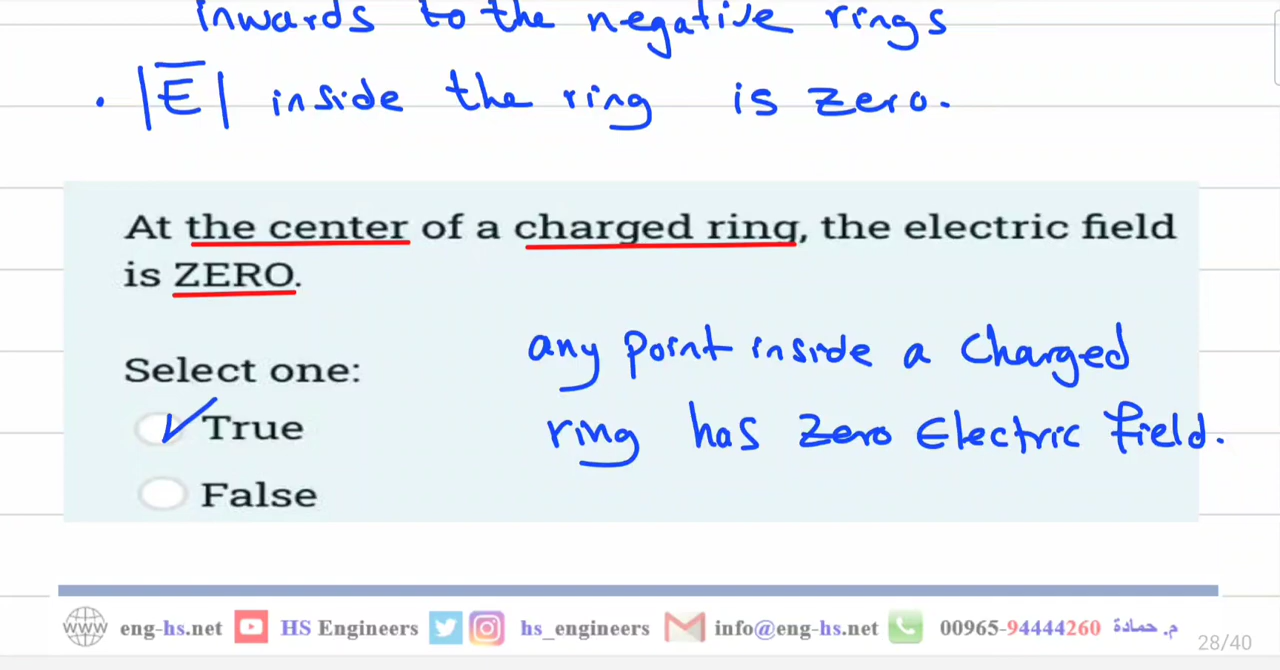 inwards to the negative rings
• |E̅| inside the ring is zero.
At the center of a charged ring, the electric field
is ZERO.
Select one:
True
False
any point inside a charged
ring has zero Electric field.
www eng-hs.net HS Engineers hs_engineers info@eng-hs.net 00965-94444260 م. حمادة
28/40